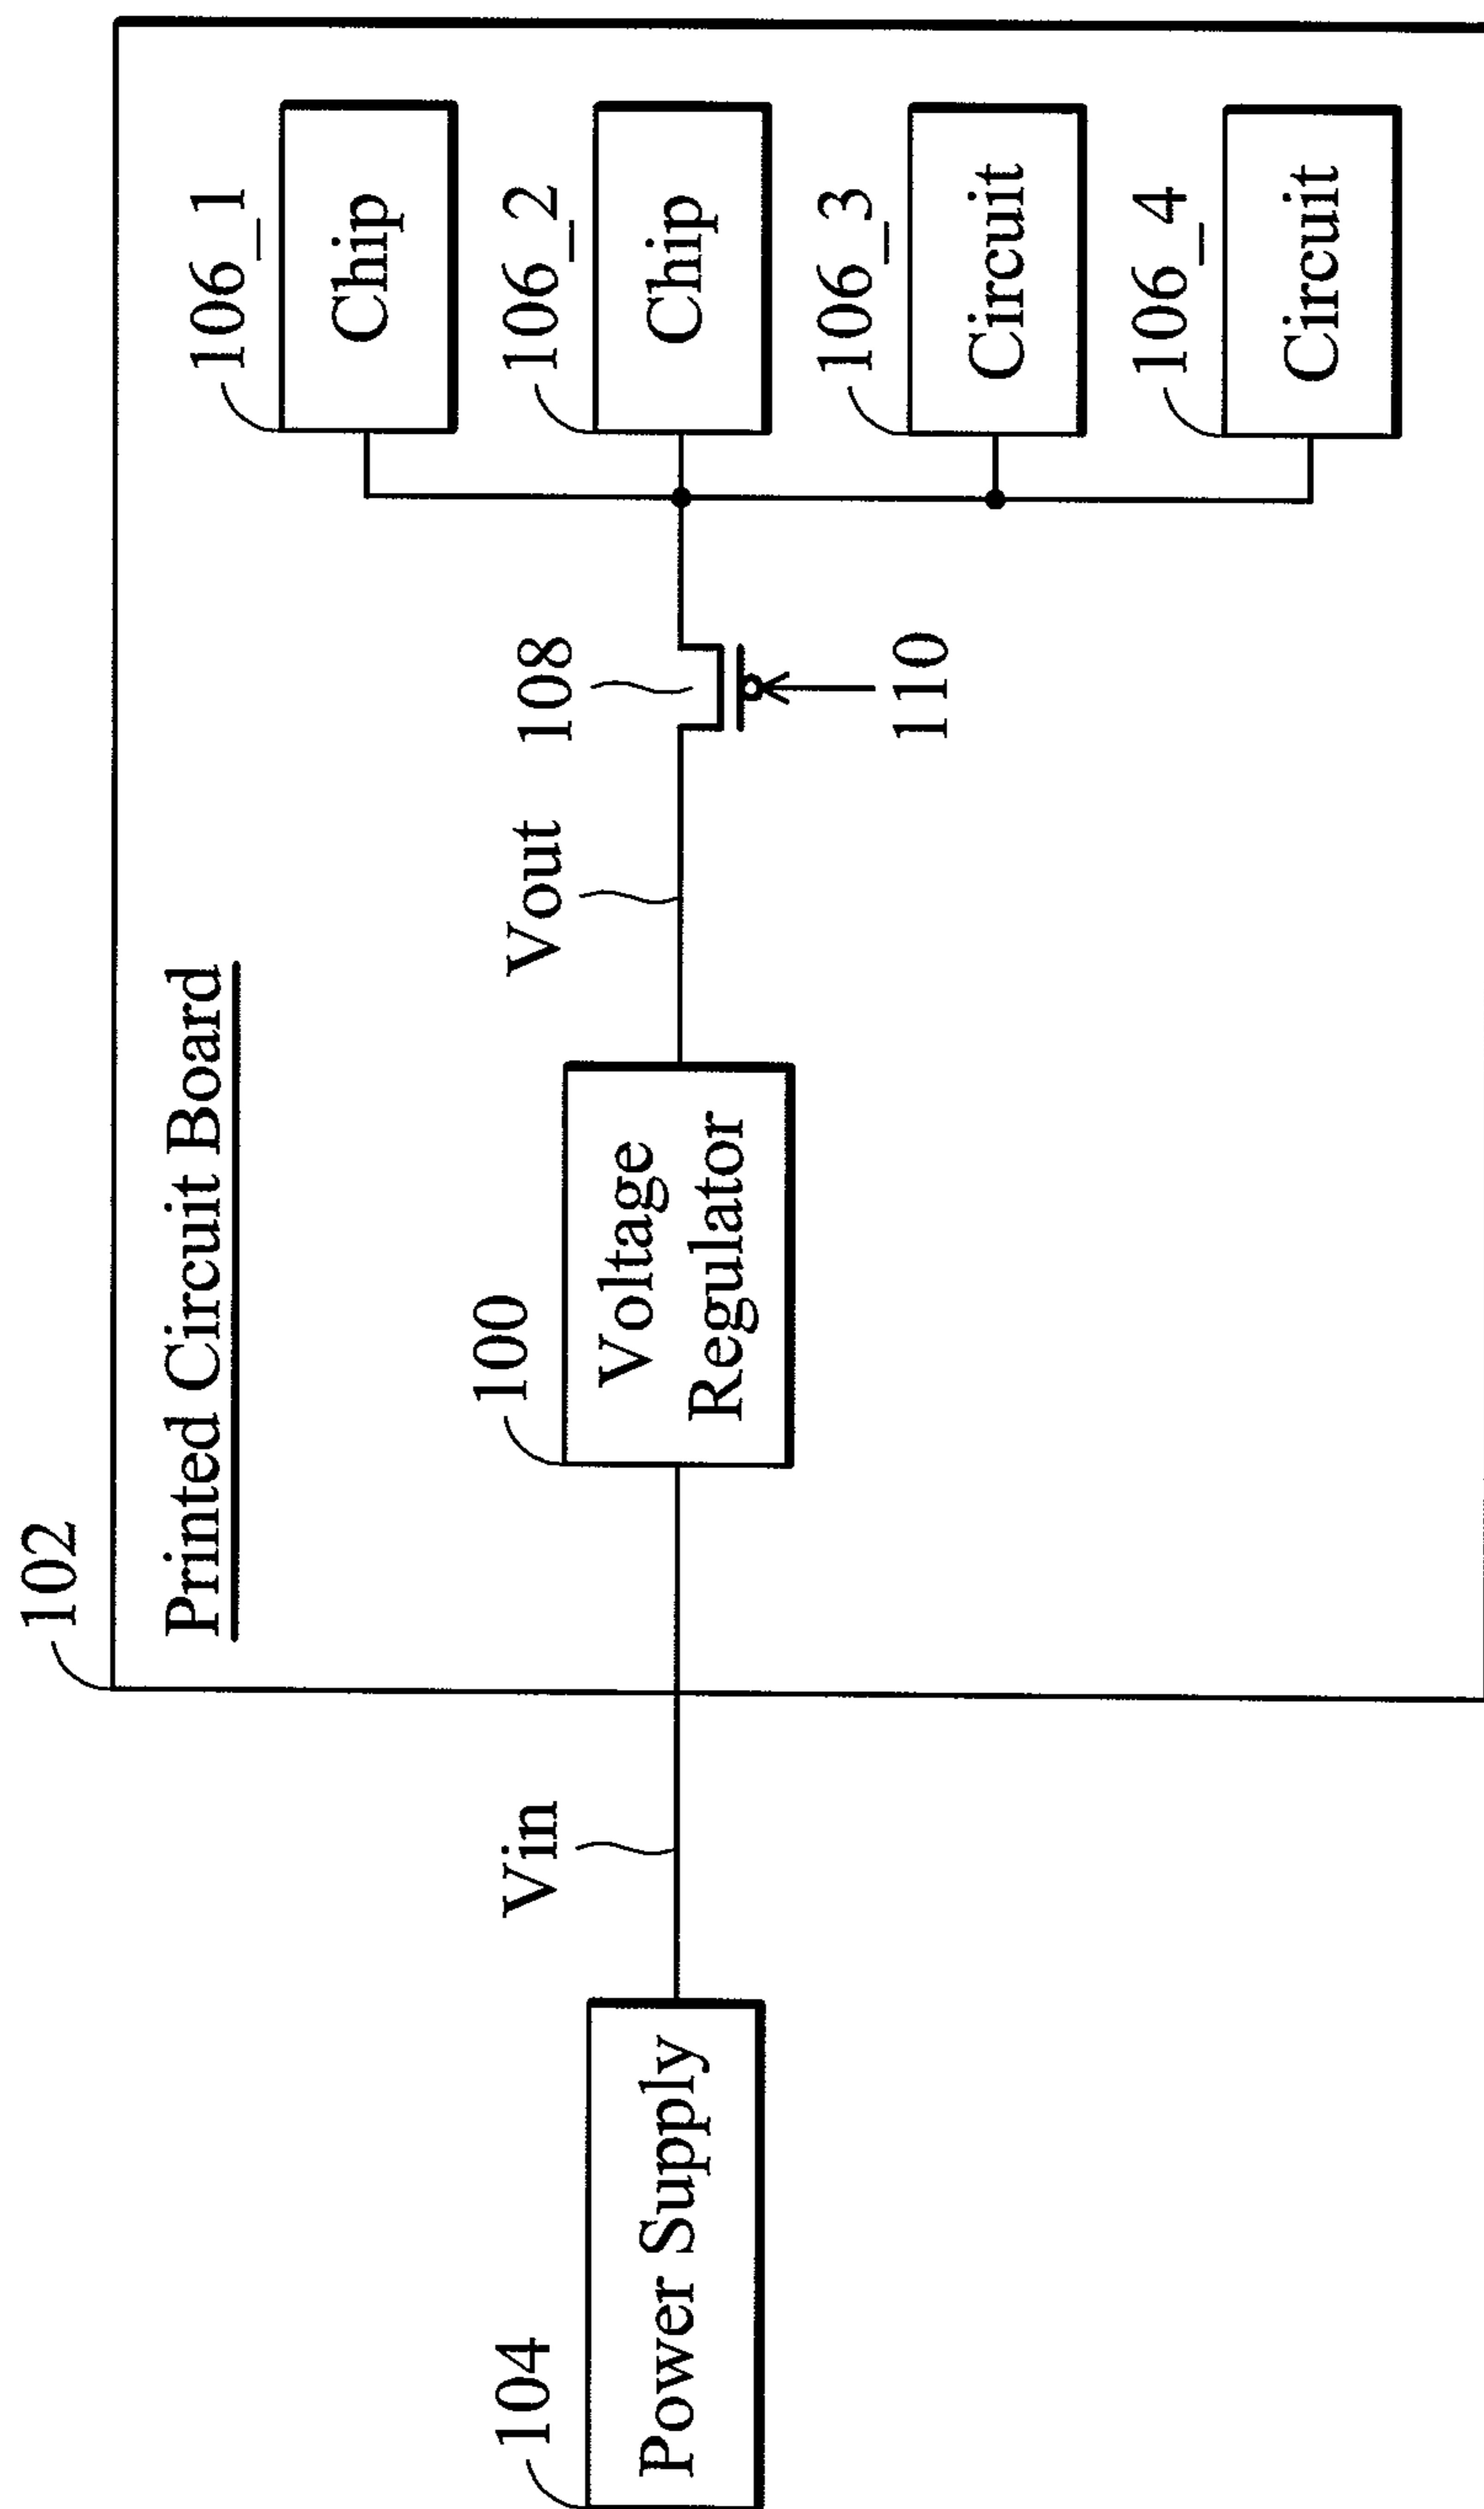 102
Printed Circuit Board
104
Power Supply
Vin
100
Voltage
Regulator
Vout
108
110
106_1
Chip
106_2
Chip
106_3
Circuit
106_4
Circuit